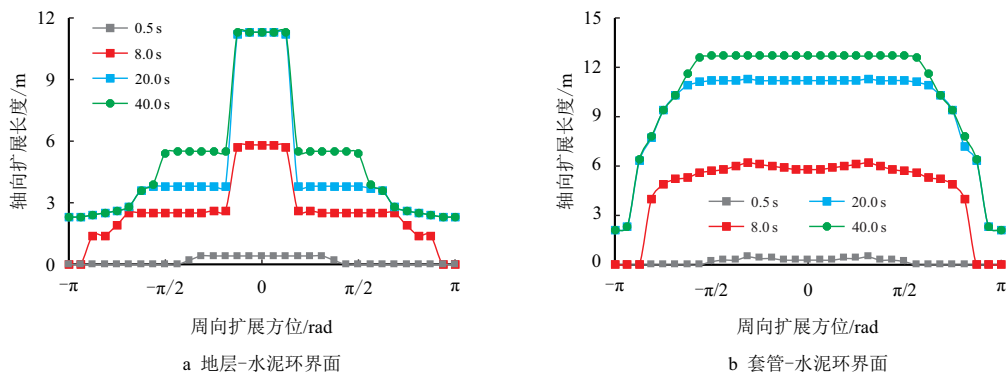 12
9
6
3
0
轴向扩展长度/m
0.5 s
8.0 s
20.0 s
40.0 s
−π
−π/2
0
π/2
π
周向扩展方位/rad
a 地层−水泥环界面
15
12
9
6
3
0
轴向扩展长度/m
0.5 s
20.0 s
8.0 s
40.0 s
−π
−π/2
0
π/2
π
周向扩展方位/rad
b 套管−水泥环界面